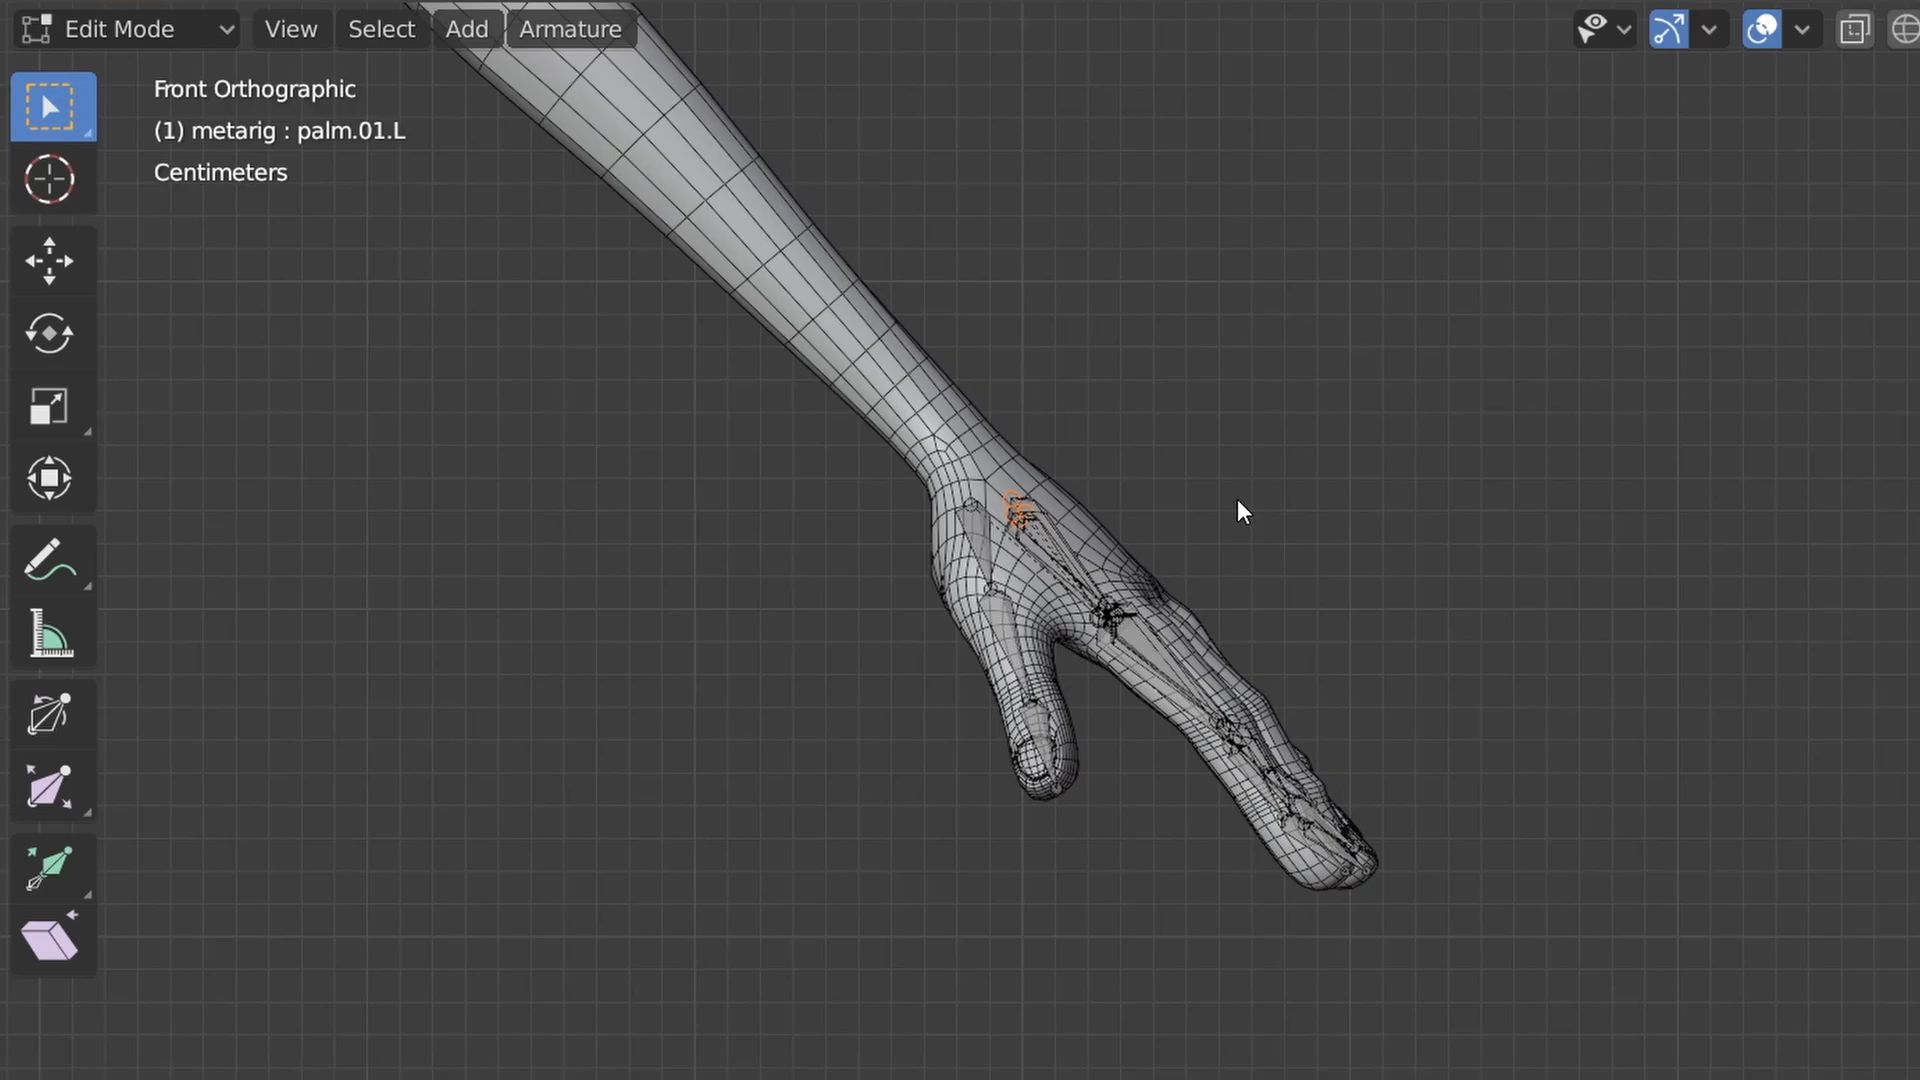 Edit Mode View Select Add Armature
Front Orthographic
(1) metarig : palm.01.L
Centimeters